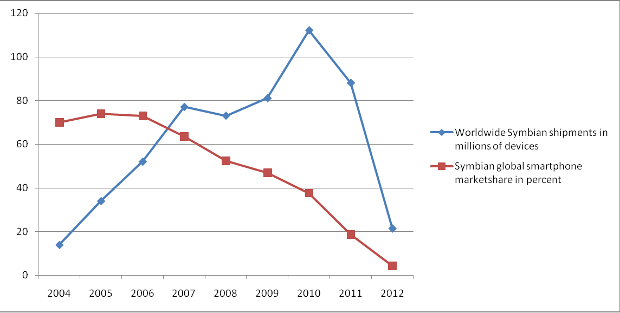 120
100
80
60
40
20
0
2004 2005 2006 2007 2008 2009 2010 2011 2012
Worldwide Symbian shipments in
millions of devices
Symbian global smartphone
marketshare in percent